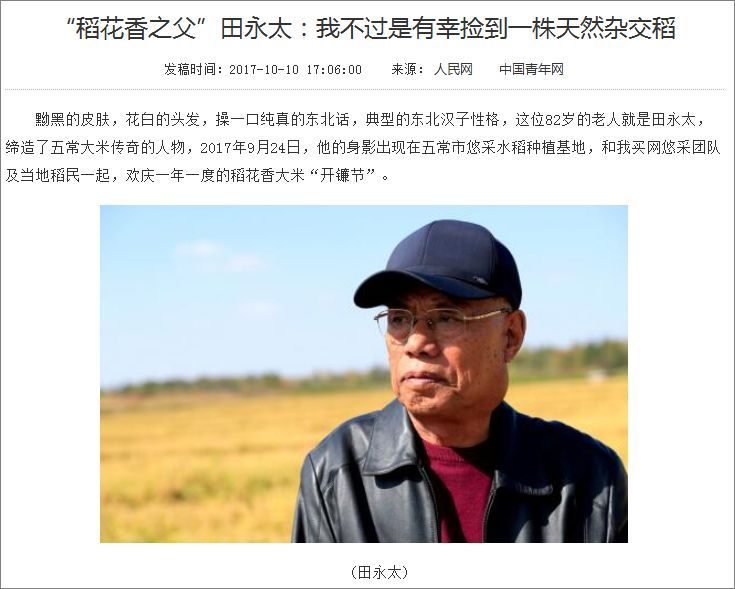 “稻花香之父”田永太：我不过是有幸捡到一株天然杂交稻
发稿时间：2017-10-10 17:06:00 来源： 人民网 中国青年网
黝黑的皮肤，花白的头发，操一口纯真的东北话，典型的东北汉子性格，这位82岁的老人就是田永太，
缔造了五常大米传奇的人物，2017年9月24日，他的身影出现在五常市悠采水稻种植基地，和我买网悠采团队
及当地稻民一起，欢庆一年一度的稻花香大米“开镰节”。
(田永太)